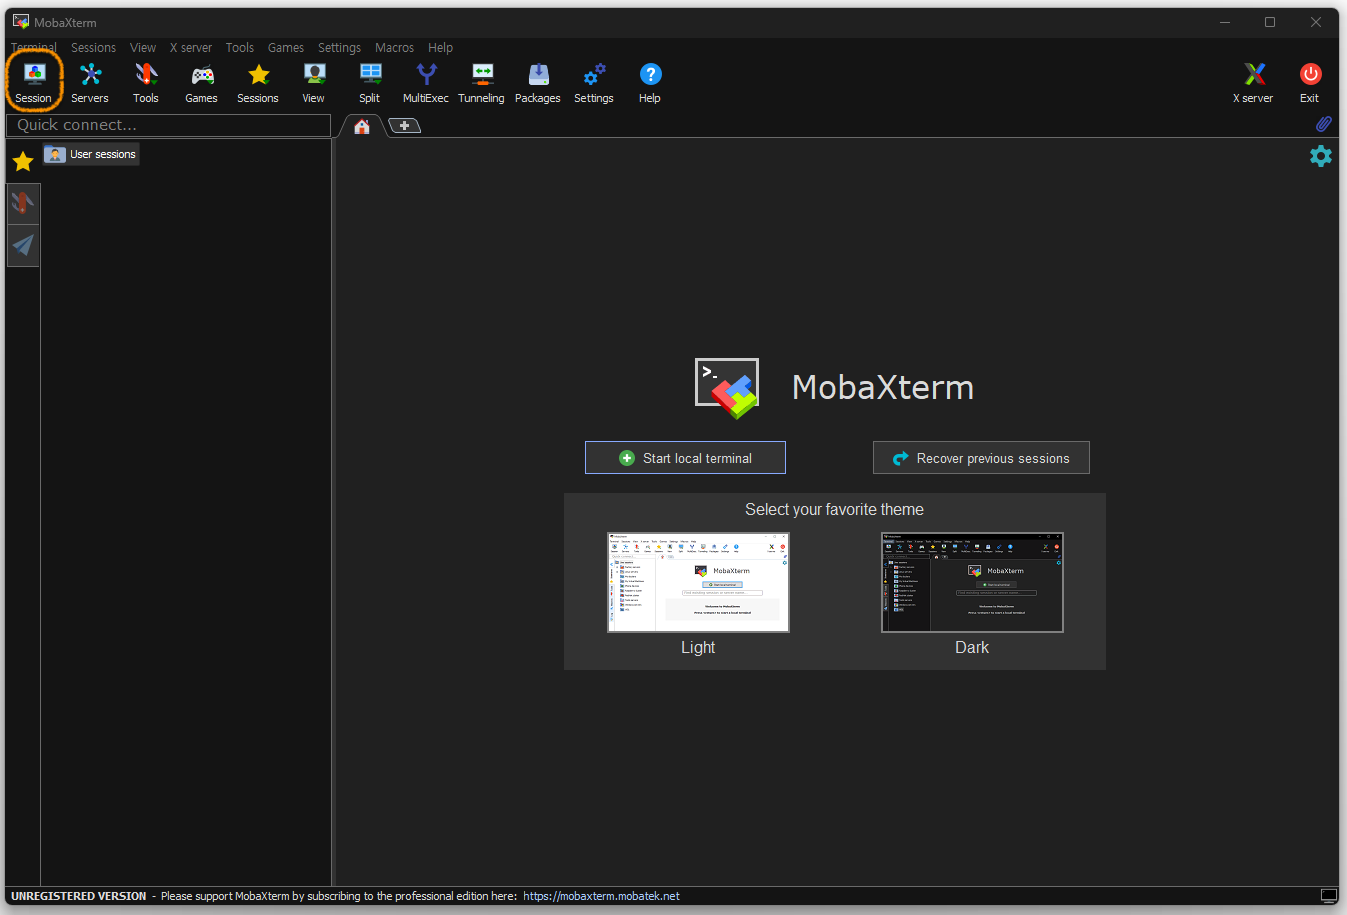 MobaXterm
Terminal Sessions View X server Tools Games Settings Macros Help
Session Servers Tools Games Sessions View Split MultiExec Tunneling Packages Settings Help X server Exit
Quick connect...
User sessions
>_
MobaXterm
Start local terminal Recover previous sessions
Select your favorite theme
MobaXterm MobaXterm
Light Dark
UNREGISTERED VERSION - Please support MobaXterm by subscribing to the professional edition here: https://mobaxterm.mobatek.net